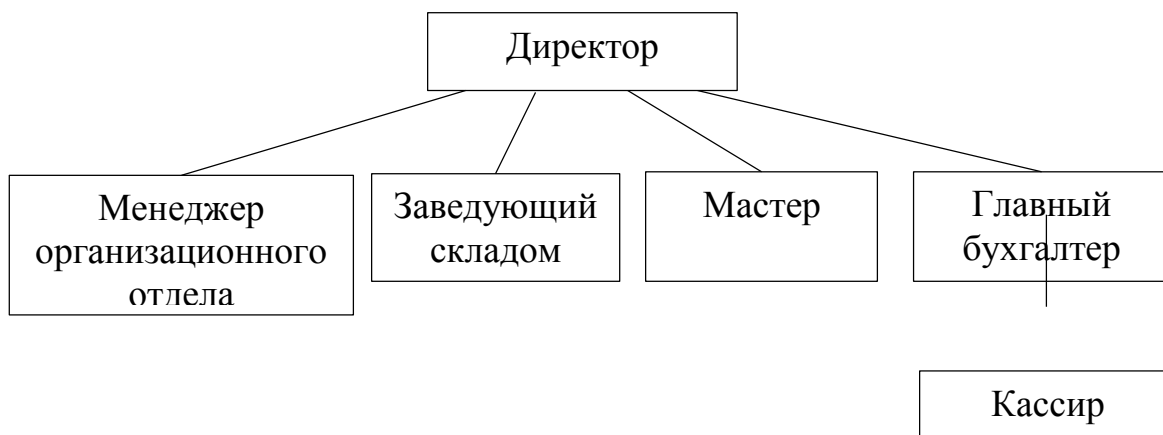 Директор
Менеджер
организационного
отдела
Заведующий
складом
Мастер
Главный
бухгалтер
Кассир